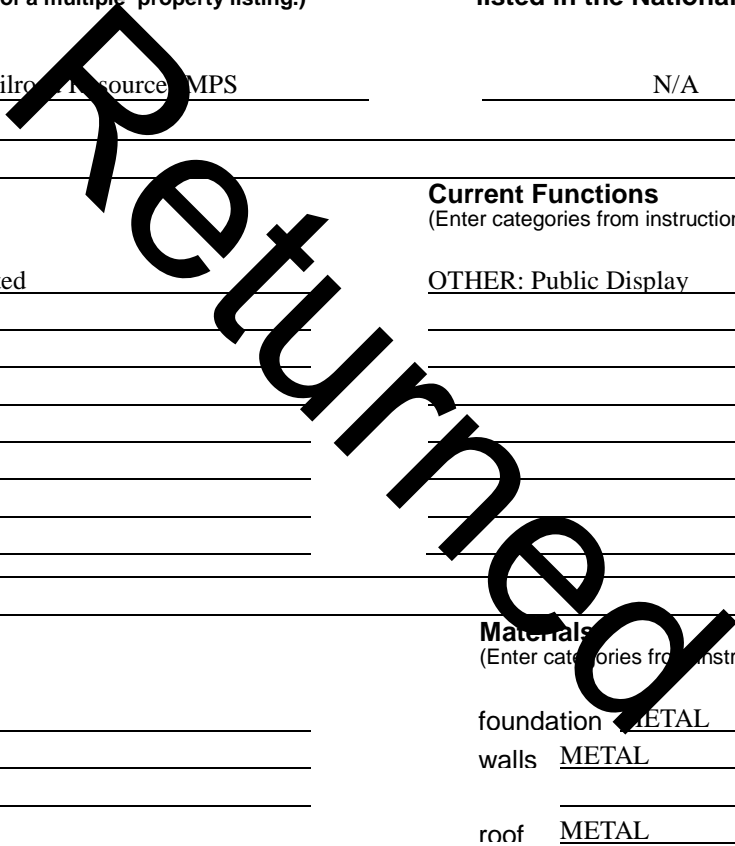 of a multiple property listing.)
listed in the National
Resources MPS
N/A
Current Functions
(Enter categories from instruction
OTHER: Public Display
Returned
Materials
(Enter categories from instr
foundation METAL
walls METAL
roof METAL